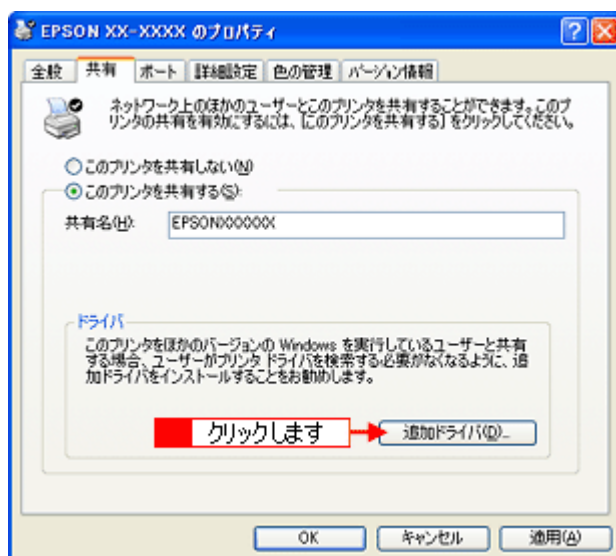 EPSON XX-XXXX のプロパティ
全般 共有 ポート 詳細設定 色の管理 バージョン情報
ネットワーク上のほかのユーザーとこのプリンタを共有することができます。このプ
リンタの共有を有効にするには、[このプリンタを共有する] をクリックしてください。
このプリンタを共有しない(N)
このプリンタを共有する(S):
共有名(H): EPSONXXXXXX
ドライバ
このプリンタをほかのバージョンの Windows を実行しているユーザーと共有
する場合、ユーザーがプリンタ ドライバを検索する必要がなくなるように、追
加ドライバをインストールすることをお勧めします。
クリックします 追加ドライバ(D)...
OK キャンセル 適用(A)